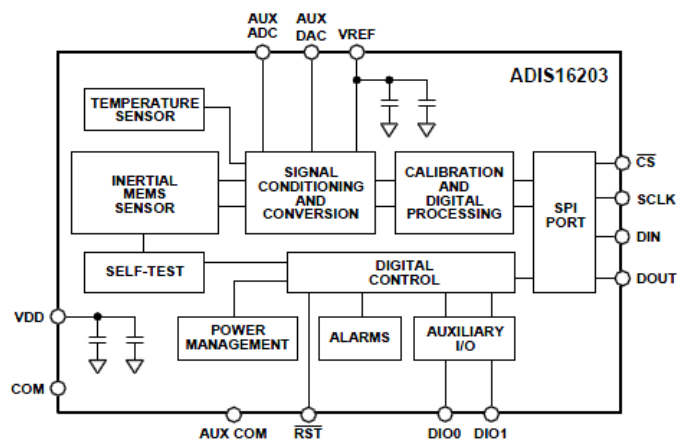 AUX ADC
AUX DAC
VREF
ADIS16203
TEMPERATURE
SENSOR
INERTIAL
MEMS
SENSOR
SIGNAL
CONDITIONING
AND
CONVERSION
CALIBRATION
AND
DIGITAL
PROCESSING
SPI
PORT
CS
SCLK
DIN
DOUT
SELF-TEST
DIGITAL
CONTROL
VDD
POWER
MANAGEMENT
ALARMS
AUXILIARY
I/O
COM
AUX COM
RST
DIO0
DIO1